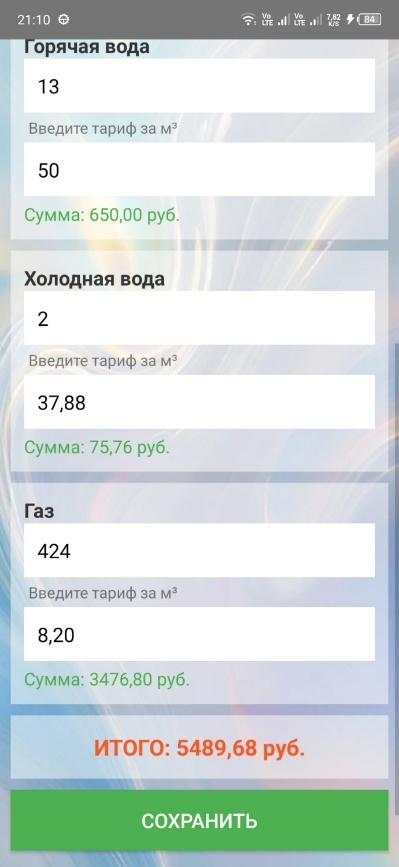 21:10 Vo LTE Vo LTE 7,82 K/S 84
Горячая вода
13
Введите тариф за м³
50
Сумма: 650,00 руб.
Холодная вода
2
Введите тариф за м³
37,88
Сумма: 75,76 руб.
Газ
424
Введите тариф за м³
8,20
Сумма: 3476,80 руб.
ИТОГО: 5489,68 руб.
СОХРАНИТЬ